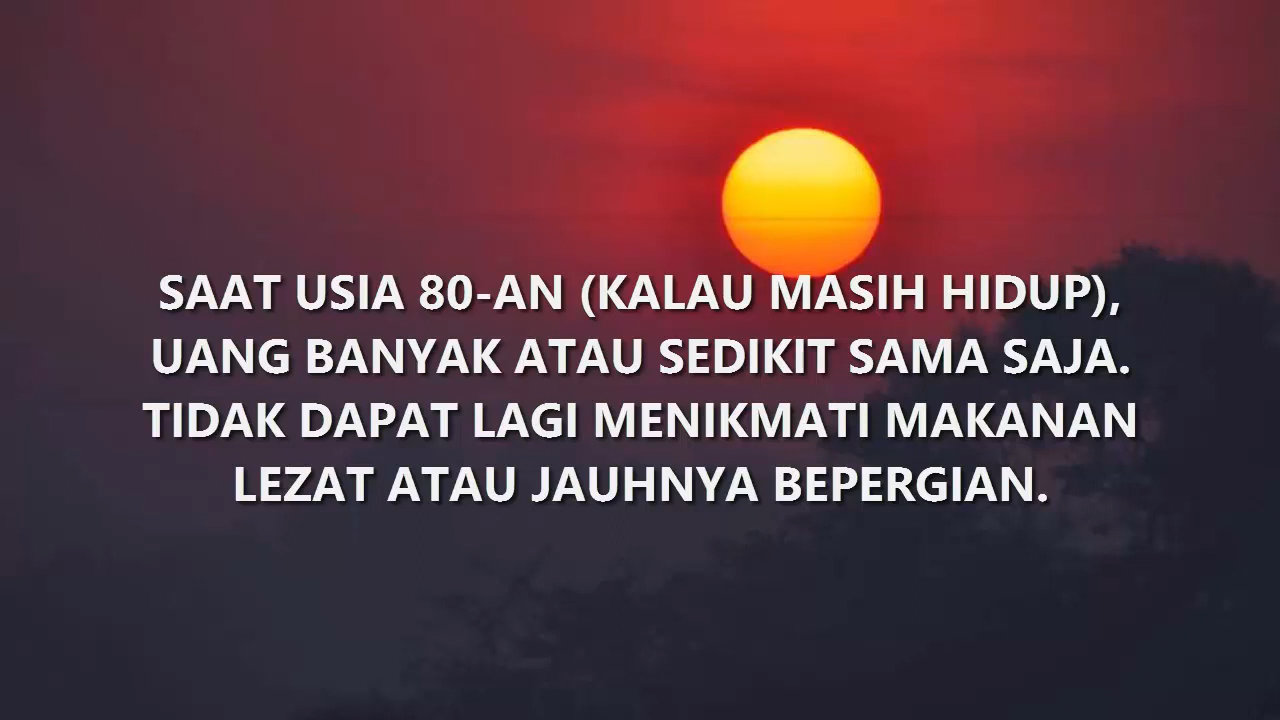 SAAT USIA 80-AN (KALAU MASIH HIDUP),
UANG BANYAK ATAU SEDIKIT SAMA SAJA.
TIDAK DAPAT LAGI MENIKMATI MAKANAN
LEZAT ATAU JAUHNYA BEPERGIAN.